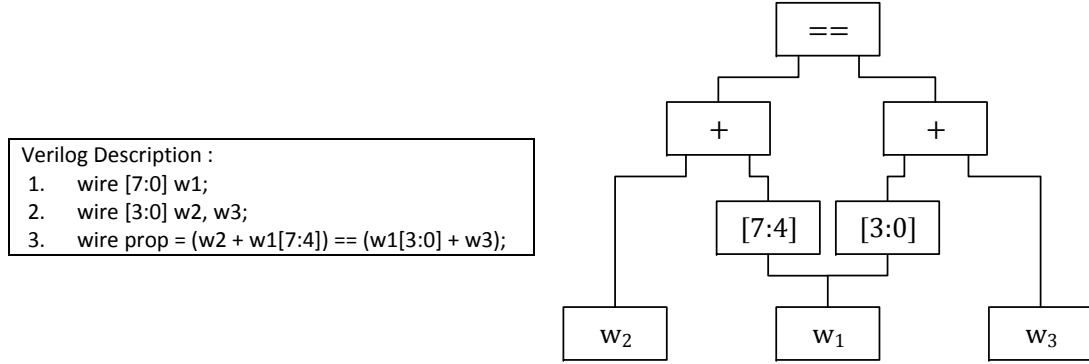 Verilog Description :
1. wire [7:0] w1;
2. wire [3:0] w2, w3;
3. wire prop = (w2 + w1[7:4]) == (w1[3:0] + w3);
==
+ +
[7:4] [3:0]
w₂ w₁ w₃